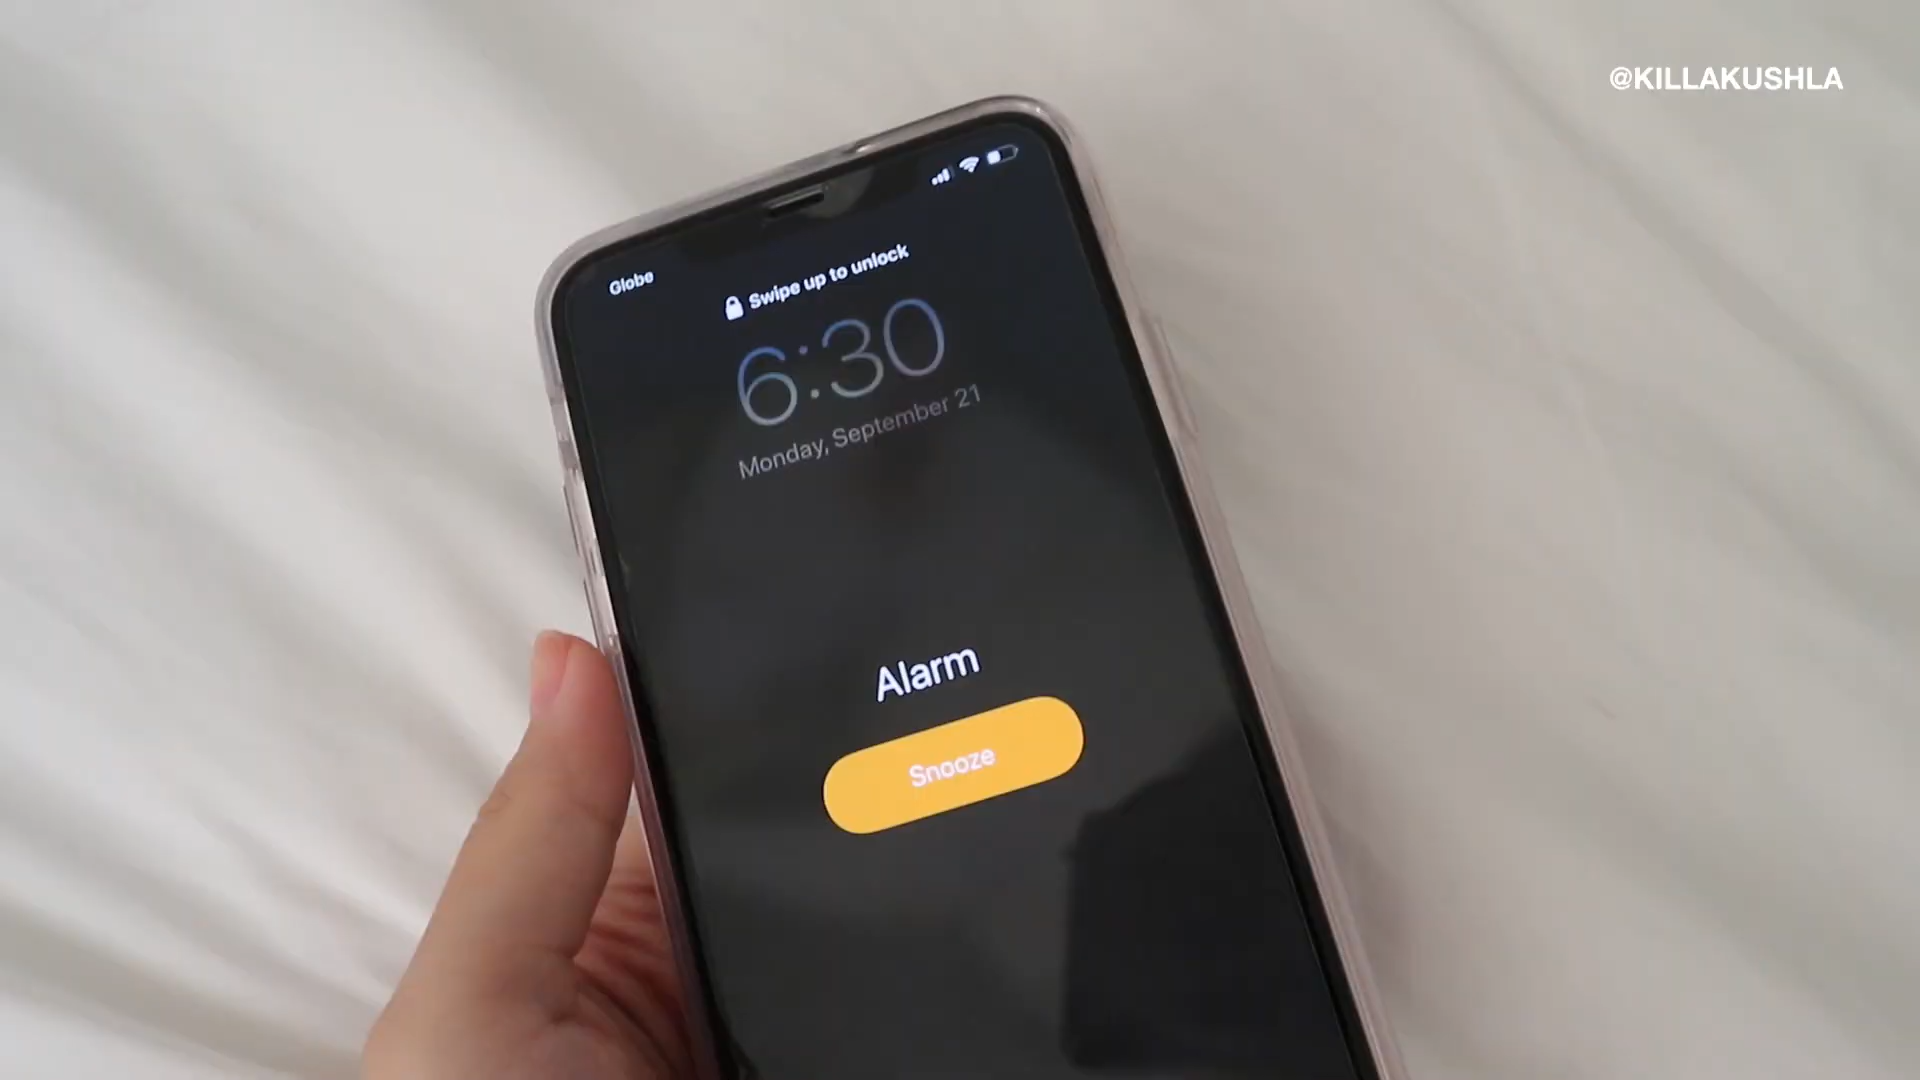 @KILLAKUSHLA
Globe
Swipe up to unlock
6:30
Monday, September 21
Alarm
Snooze